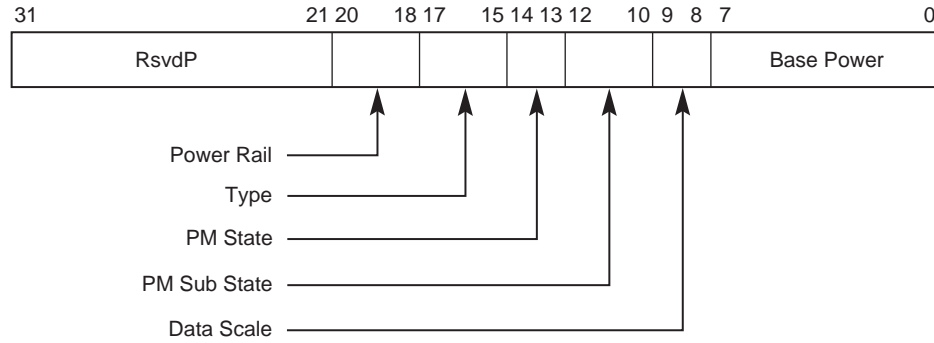 31 21 20 18 17 15 14 13 12 10 9 8 7 0
RsvdP Base Power
Power Rail
Type
PM State
PM Sub State
Data Scale